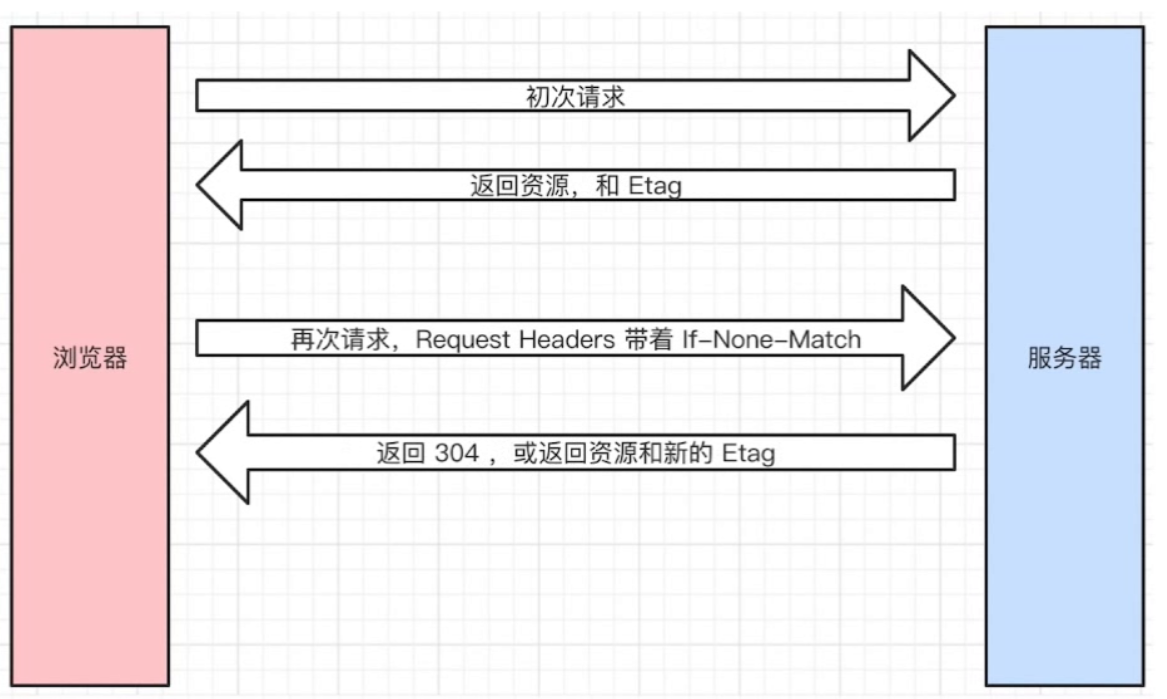 初次请求
返回资源，和 Etag
再次请求，Request Headers 带着 If-None-Match
浏览器
服务器
返回 304 ，或返回资源和新的 Etag